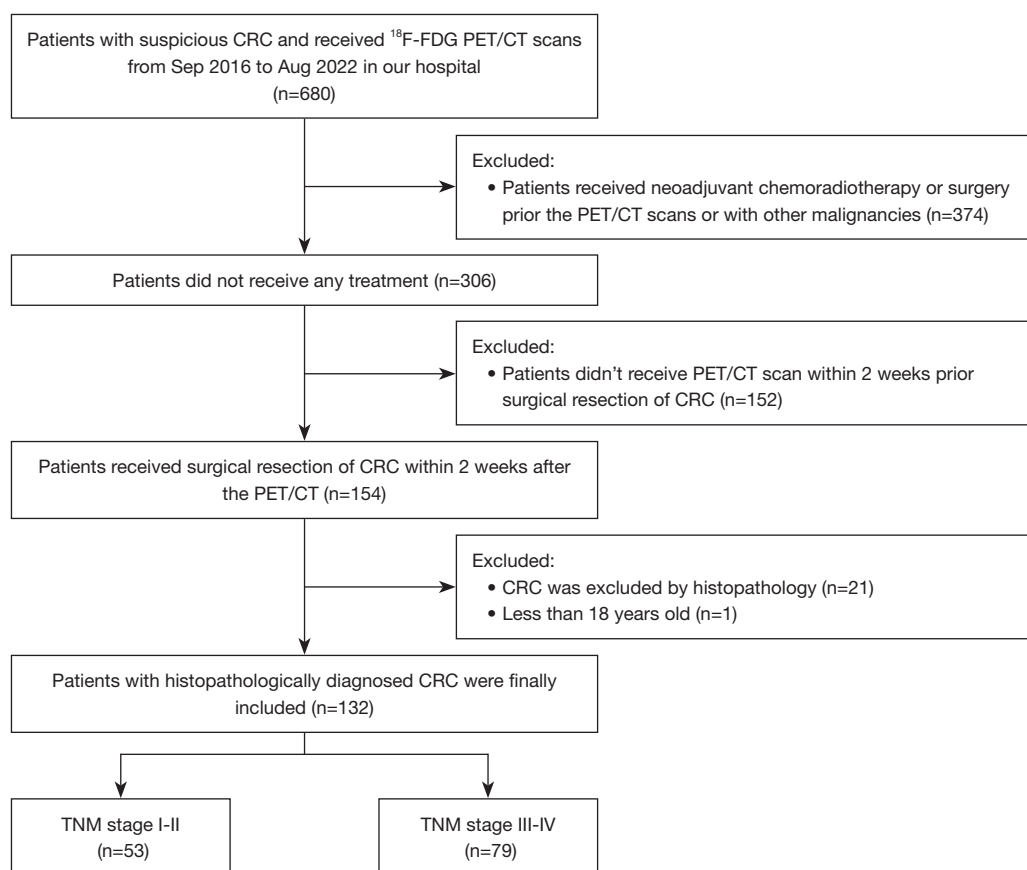 Patients with suspicious CRC and received ¹⁸F-FDG PET/CT scans
from Sep 2016 to Aug 2022 in our hospital
(n=680)
Excluded:
• Patients received neoadjuvant chemoradiotherapy or surgery
prior the PET/CT scans or with other malignancies (n=374)
Patients did not receive any treatment (n=306)
Excluded:
• Patients didn't receive PET/CT scan within 2 weeks prior
surgical resection of CRC (n=152)
Patients received surgical resection of CRC within 2 weeks after
the PET/CT (n=154)
Excluded:
• CRC was excluded by histopathology (n=21)
• Less than 18 years old (n=1)
Patients with histopathologically diagnosed CRC were finally
included (n=132)
TNM stage I-II
(n=53)
TNM stage III-IV
(n=79)